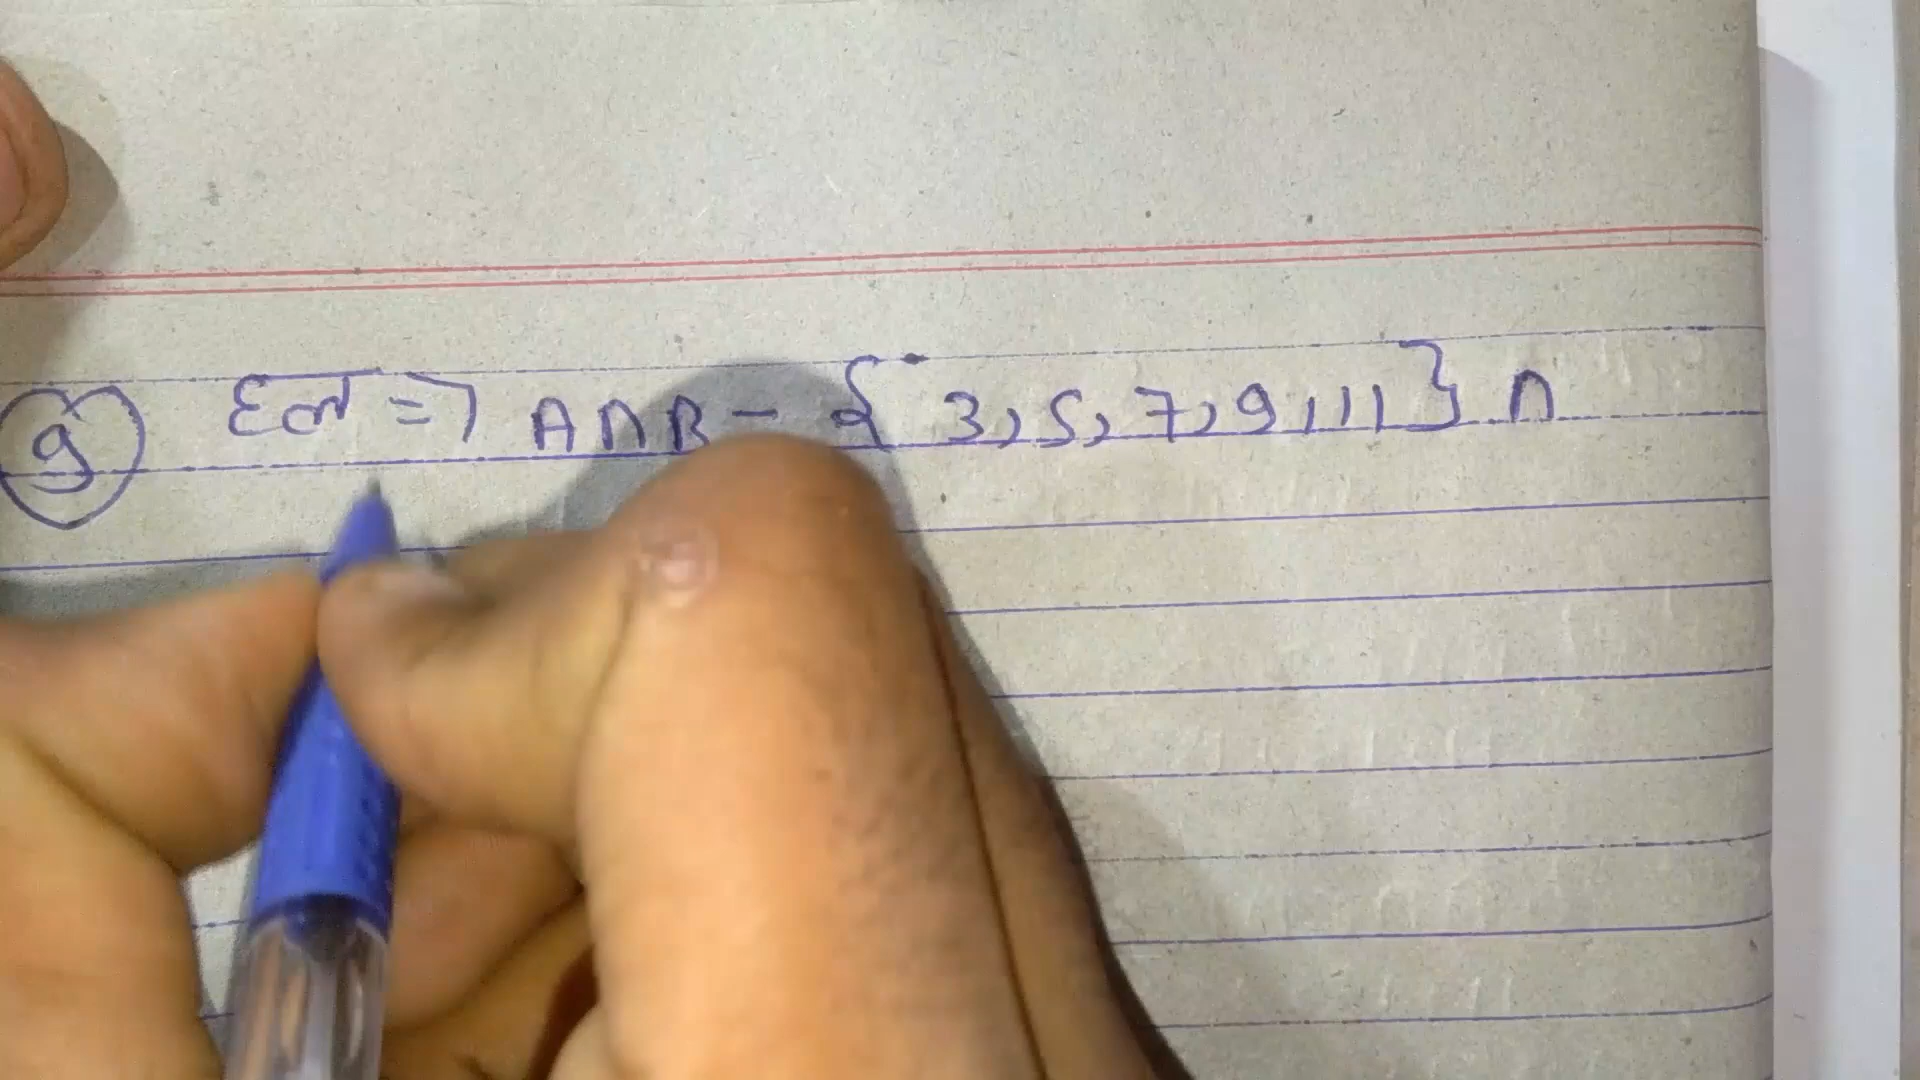 9 हल => A∩B - { 3, 5, 7, 9, 11 } ∩